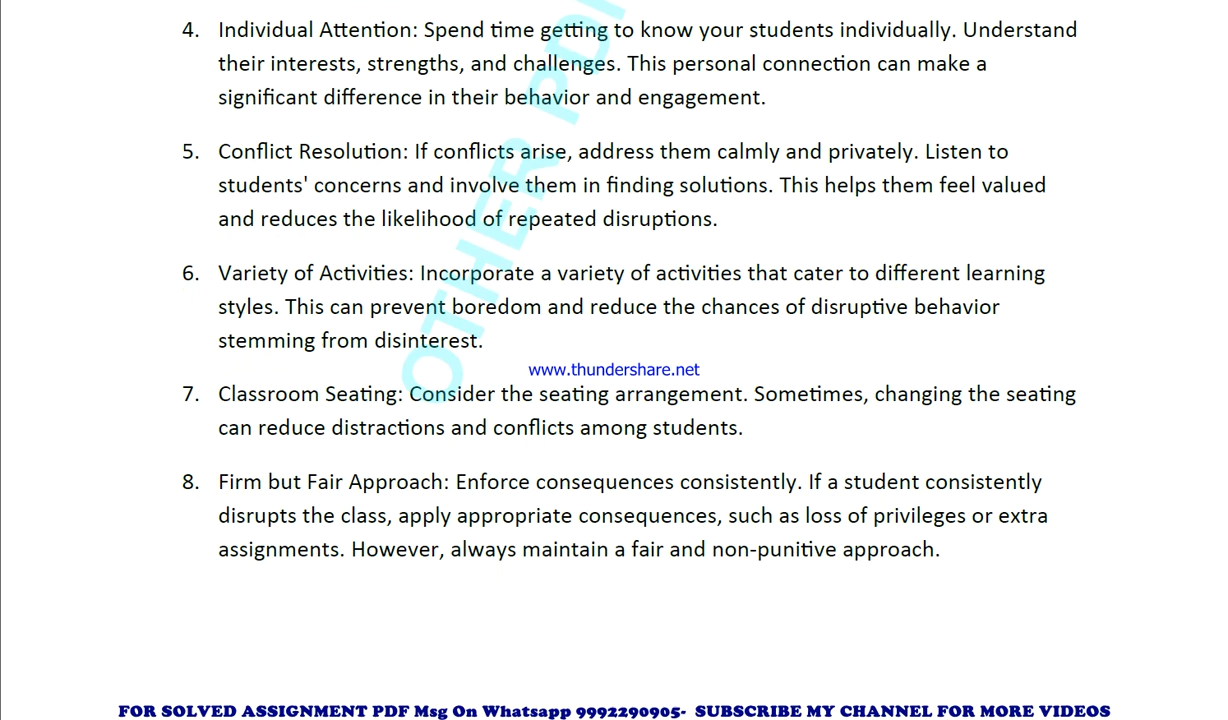 4. Individual Attention: Spend time getting to know your students individually. Understand
their interests, strengths, and challenges. This personal connection can make a
significant difference in their behavior and engagement.
5. Conflict Resolution: If conflicts arise, address them calmly and privately. Listen to
students' concerns and involve them in finding solutions. This helps them feel valued
and reduces the likelihood of repeated disruptions.
6. Variety of Activities: Incorporate a variety of activities that cater to different learning
styles. This can prevent boredom and reduce the chances of disruptive behavior
stemming from disinterest.
www.thundershare.net
7. Classroom Seating: Consider the seating arrangement. Sometimes, changing the seating
can reduce distractions and conflicts among students.
8. Firm but Fair Approach: Enforce consequences consistently. If a student consistently
disrupts the class, apply appropriate consequences, such as loss of privileges or extra
assignments. However, always maintain a fair and non-punitive approach.
OTHER PD
FOR SOLVED ASSIGNMENT PDF Msg On Whatsapp 9992290905- SUBSCRIBE MY CHANNEL FOR MORE VIDEOS